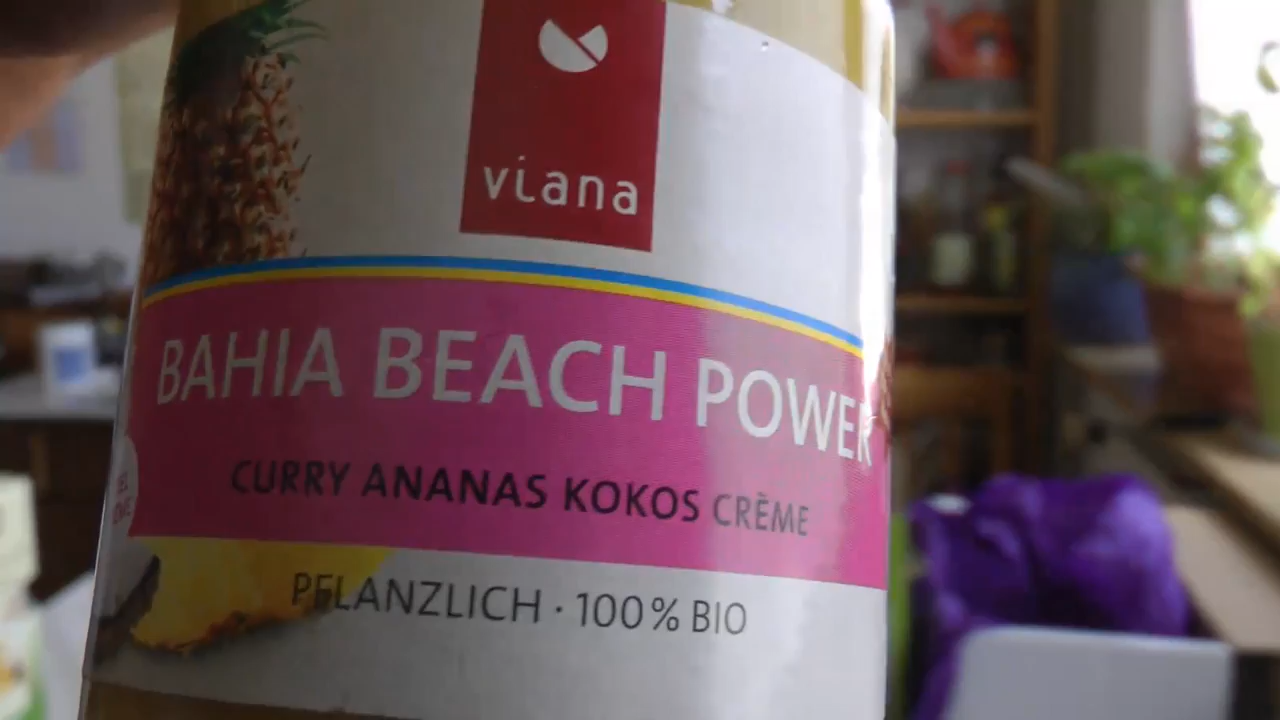 viana
BAHIA BEACH POWER
CURRY ANANAS KOKOS CRÈME
PFLANZLICH · 100% BIO